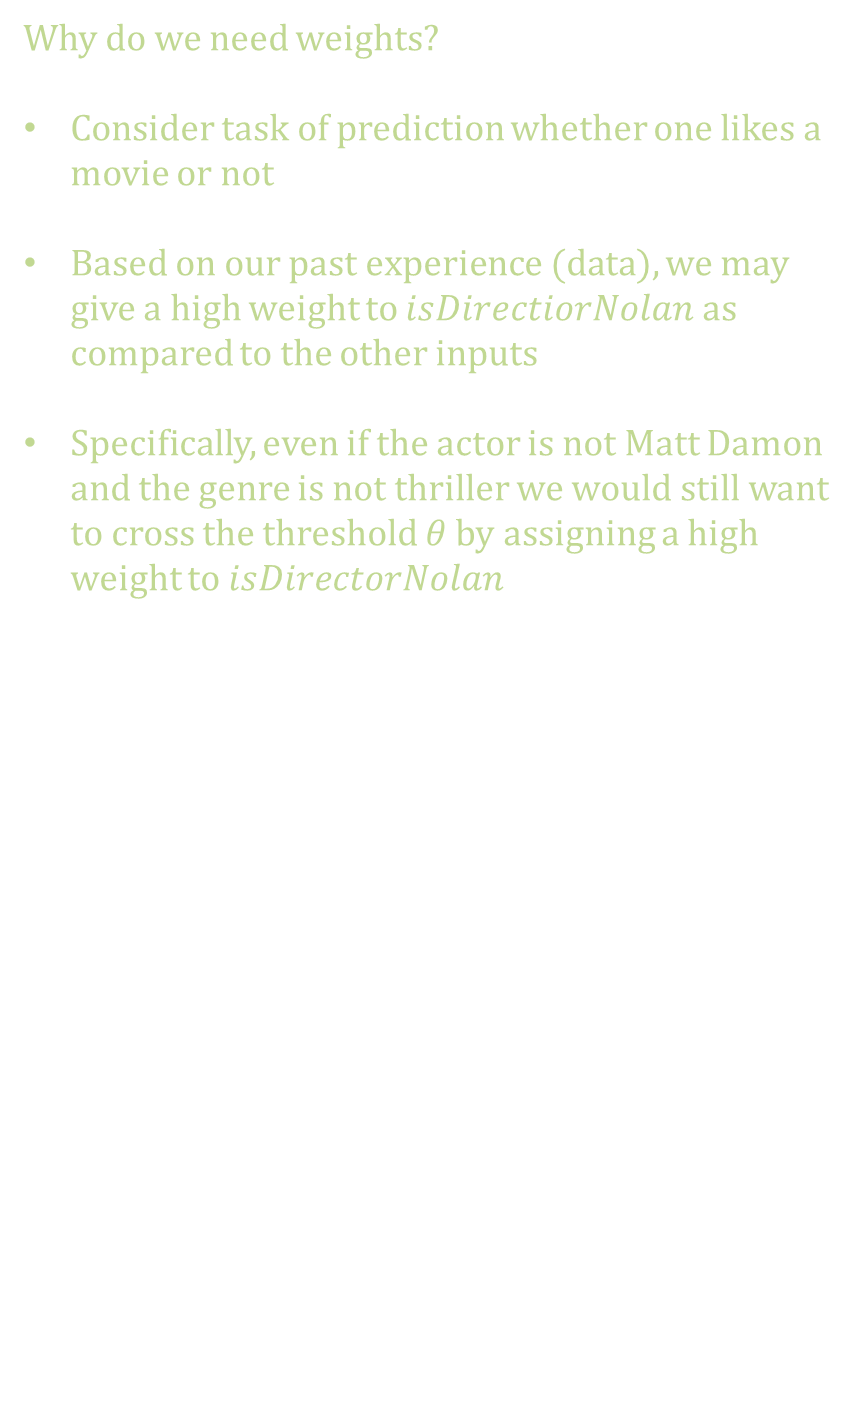 Why do we need weights?
• Consider task of prediction whether one likes a
movie or not
• Based on our past experience (data), we may
give a high weight to isDirectiorNolan as
compared to the other inputs
• Specifically, even if the actor is not Matt Damon
and the genre is not thriller we would still want
to cross the threshold θ by assigning a high
weight to isDirectorNolan